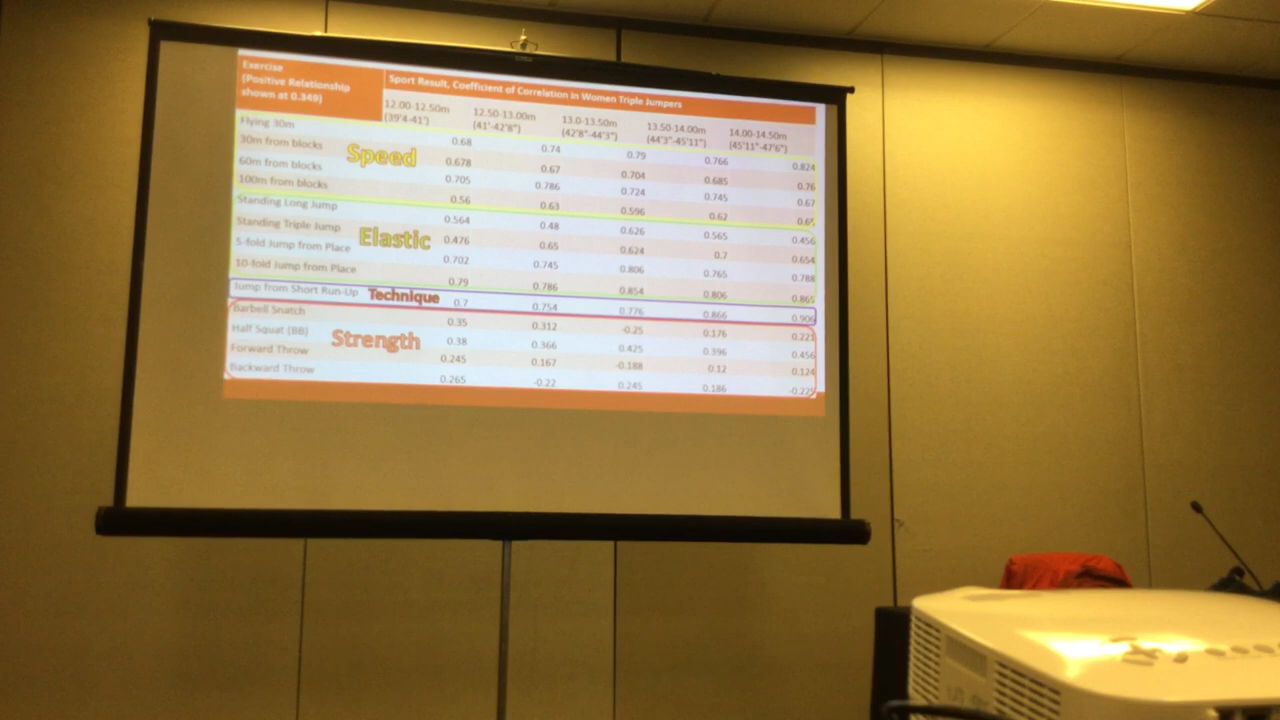 Exercise
(Positive Relationship
shown at 0.349)
Sport Result, Coefficient of Correlation in Women Triple Jumpers
12.00-12.50m 12.50-13.00m 13.0-13.50m 13.50-14.00m 14.00-14.50m
(39'4-41') (41'-42'8") (42'8"-44'3") (44'3"-45'11") (45'11"-47'6")
Flying 30m 0.68 0.74 0.79 0.766 0.824
30m from blocks 0.678 0.67 0.704 0.685 0.76
Speed
60m from blocks 0.705 0.786 0.724 0.745 0.67
100m from blocks 0.56 0.63 0.596 0.62 0.65
Standing Long Jump 0.564 0.48 0.626 0.565 0.456
Standing Triple Jump 0.476 0.65 0.624 0.7 0.654
Elastic
5-fold Jump from Place 0.702 0.745 0.806 0.765 0.788
10-fold Jump from Place 0.79 0.786 0.854 0.806 0.865
Jump from Short Run-Up Technique 0.7 0.754 0.776 0.866 0.906
Barbell Snatch 0.35 0.312 -0.25 0.176 0.221
Half Squat (BB) 0.38 0.366 0.425 0.396 0.456
Strength
Forward Throw 0.245 0.167 -0.188 0.12 0.124
Backward Throw 0.265 -0.22 0.245 0.186 -0.225